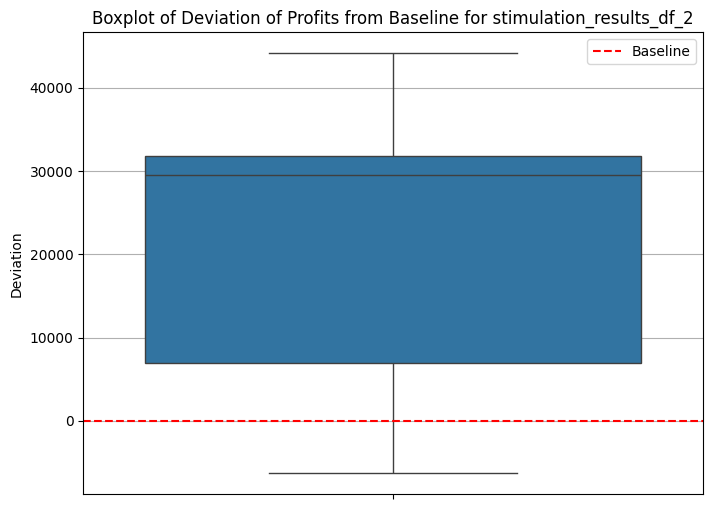 Boxplot of Deviation of Profits from Baseline for stimulation_results_df_2
Baseline
40000
30000
20000
10000
0
Deviation